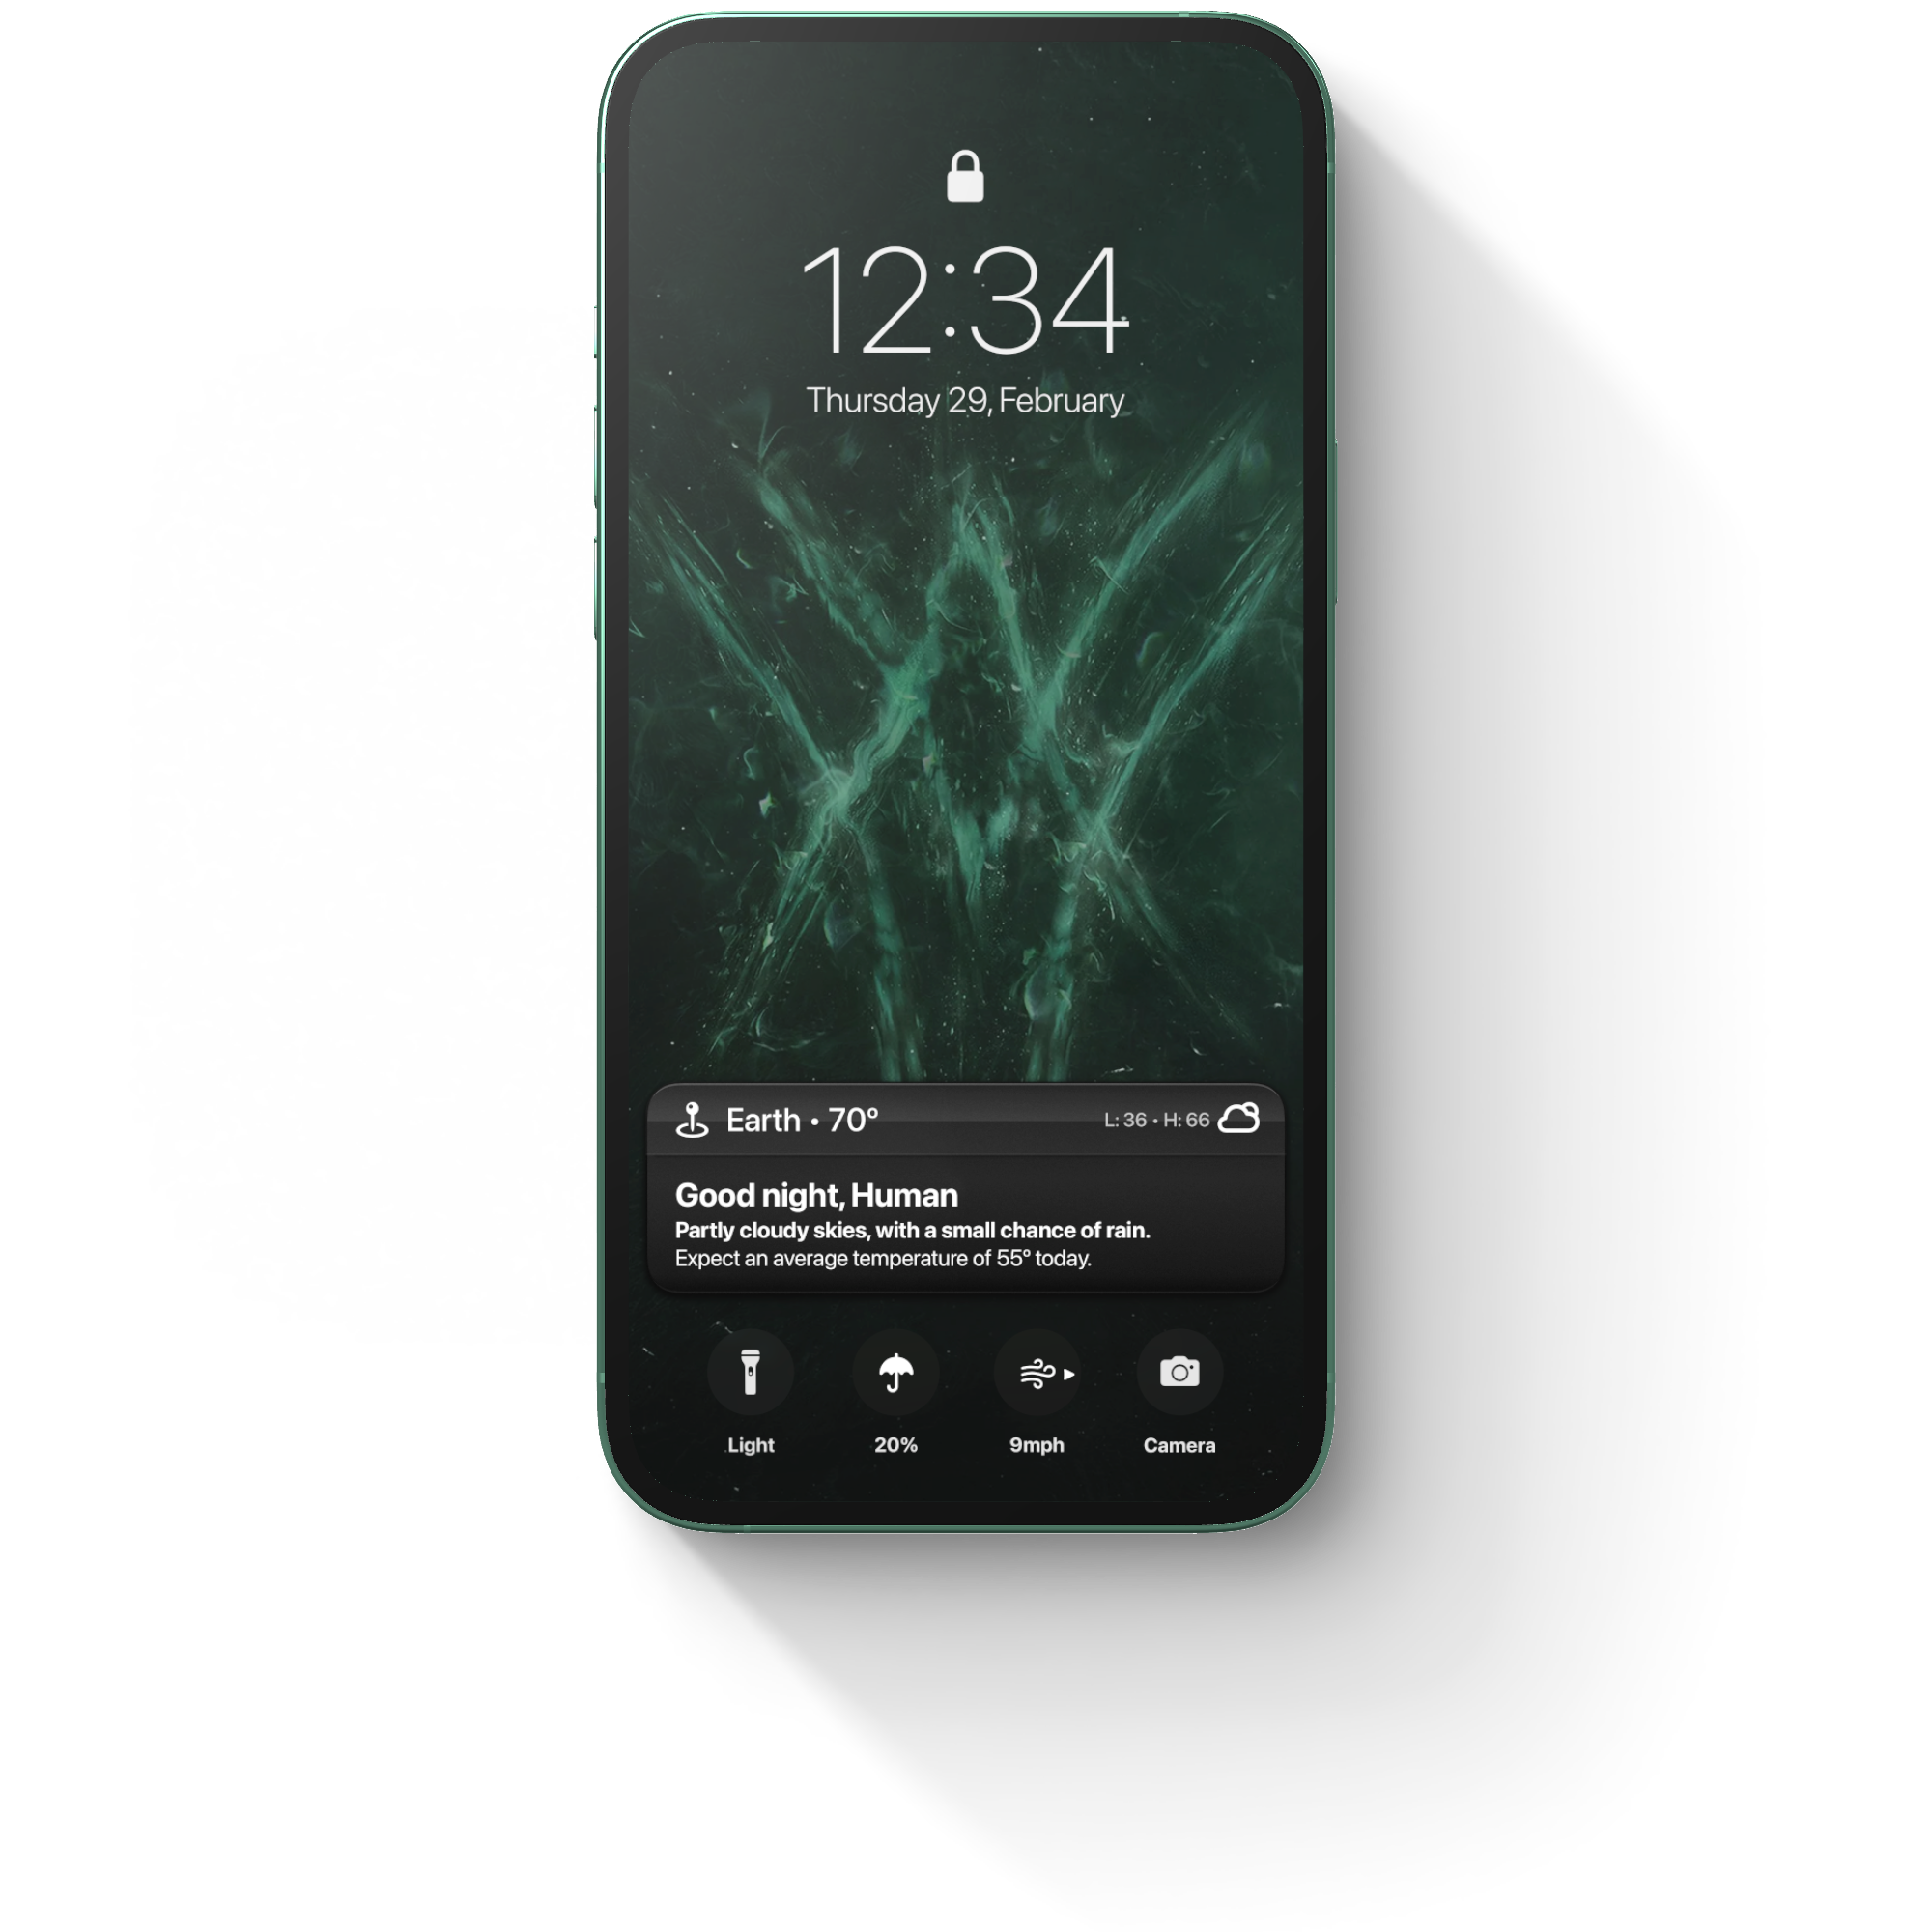 12:34
Thursday 29, February
Earth • 70°
L: 36 • H: 66
Good night, Human
Partly cloudy skies, with a small chance of rain.
Expect an average temperature of 55° today.
Light
20%
9mph
Camera